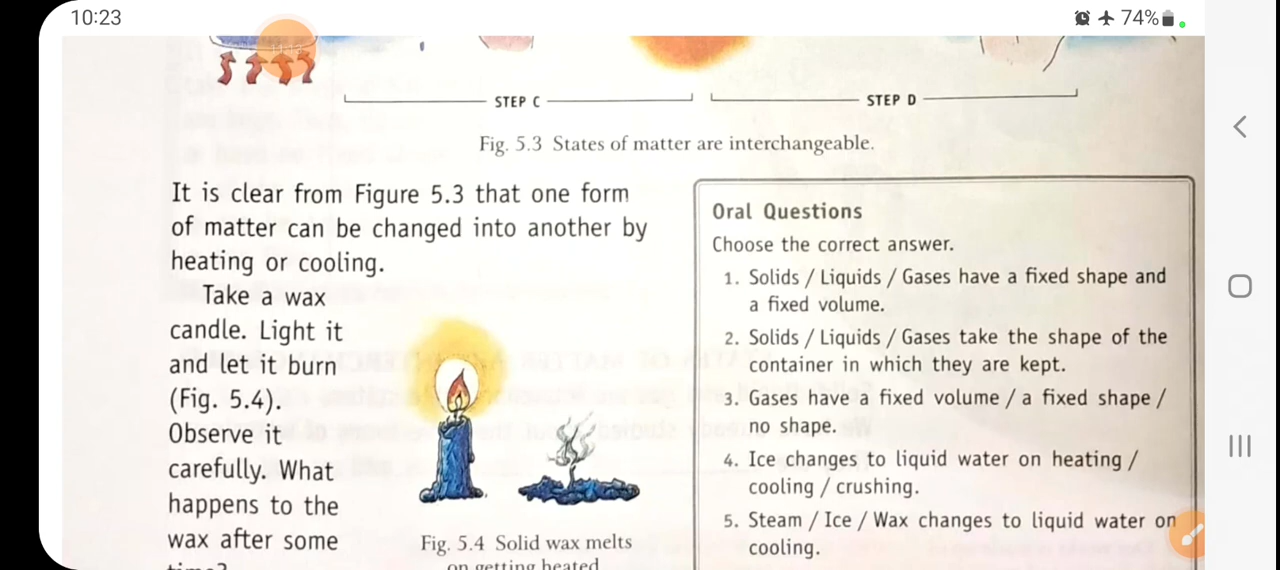 10:23
74%
STEP C
STEP D
Fig. 5.3 States of matter are interchangeable.
It is clear from Figure 5.3 that one form
of matter can be changed into another by
heating or cooling.
Take a wax
candle. Light it
and let it burn
(Fig. 5.4).
Observe it
carefully. What
happens to the
wax after some
time?
Fig. 5.4 Solid wax melts
on getting heated
Oral Questions
Choose the correct answer.
1. Solids / Liquids / Gases have a fixed shape and
a fixed volume.
2. Solids / Liquids / Gases take the shape of the
container in which they are kept.
3. Gases have a fixed volume / a fixed shape /
no shape.
4. Ice changes to liquid water on heating /
cooling / crushing.
5. Steam / Ice / Wax changes to liquid water on
cooling.